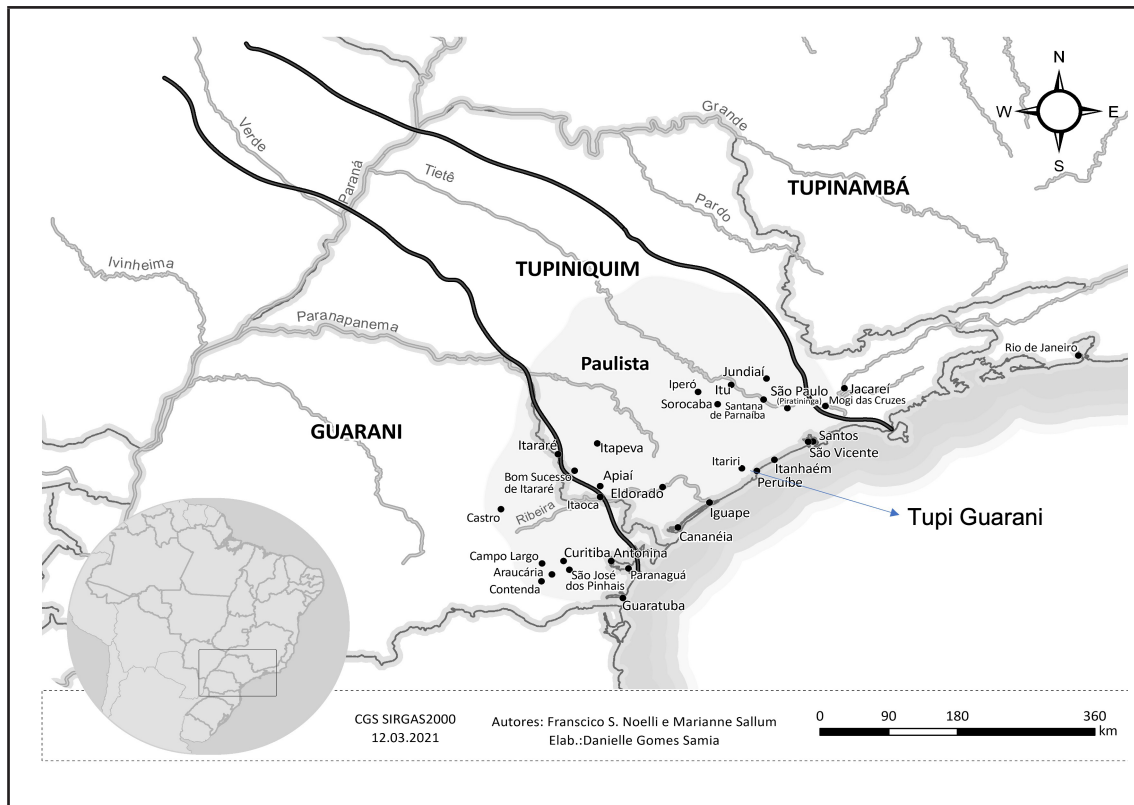 N
W
E
S
Grande
Verde
Paraná
Tietê
TUPINAMBÁ
Pardo
Ivinheima
TUPINIQUIM
Paranapanema
Rio de Janeiro
Paulista
Jundiaí
Iperó
Itu
São Paulo
(Piratininga)
Jacareí
Mogi das Cruzes
Sorocaba
Santana
de Parnaíba
GUARANI
Santos
São Vicente
Itararé
Itapeva
Itariri
Itanhaém
Peruíbe
Bom Sucesso
de Itararé
Apiaí
Eldorado
Itaoca
Iguape
Castro
Ribeira
Tupi Guarani
Cananéia
Campo Largo
Curitiba
Antonina
Araucária
São José
dos Pinhais
Paranaguá
Contenda
Guaratuba
CGS SIRGAS2000
12.03.2021
Autores: Franscico S. Noelli e Marianne Sallum
Elab.:Danielle Gomes Samia
0 90 180 360
km